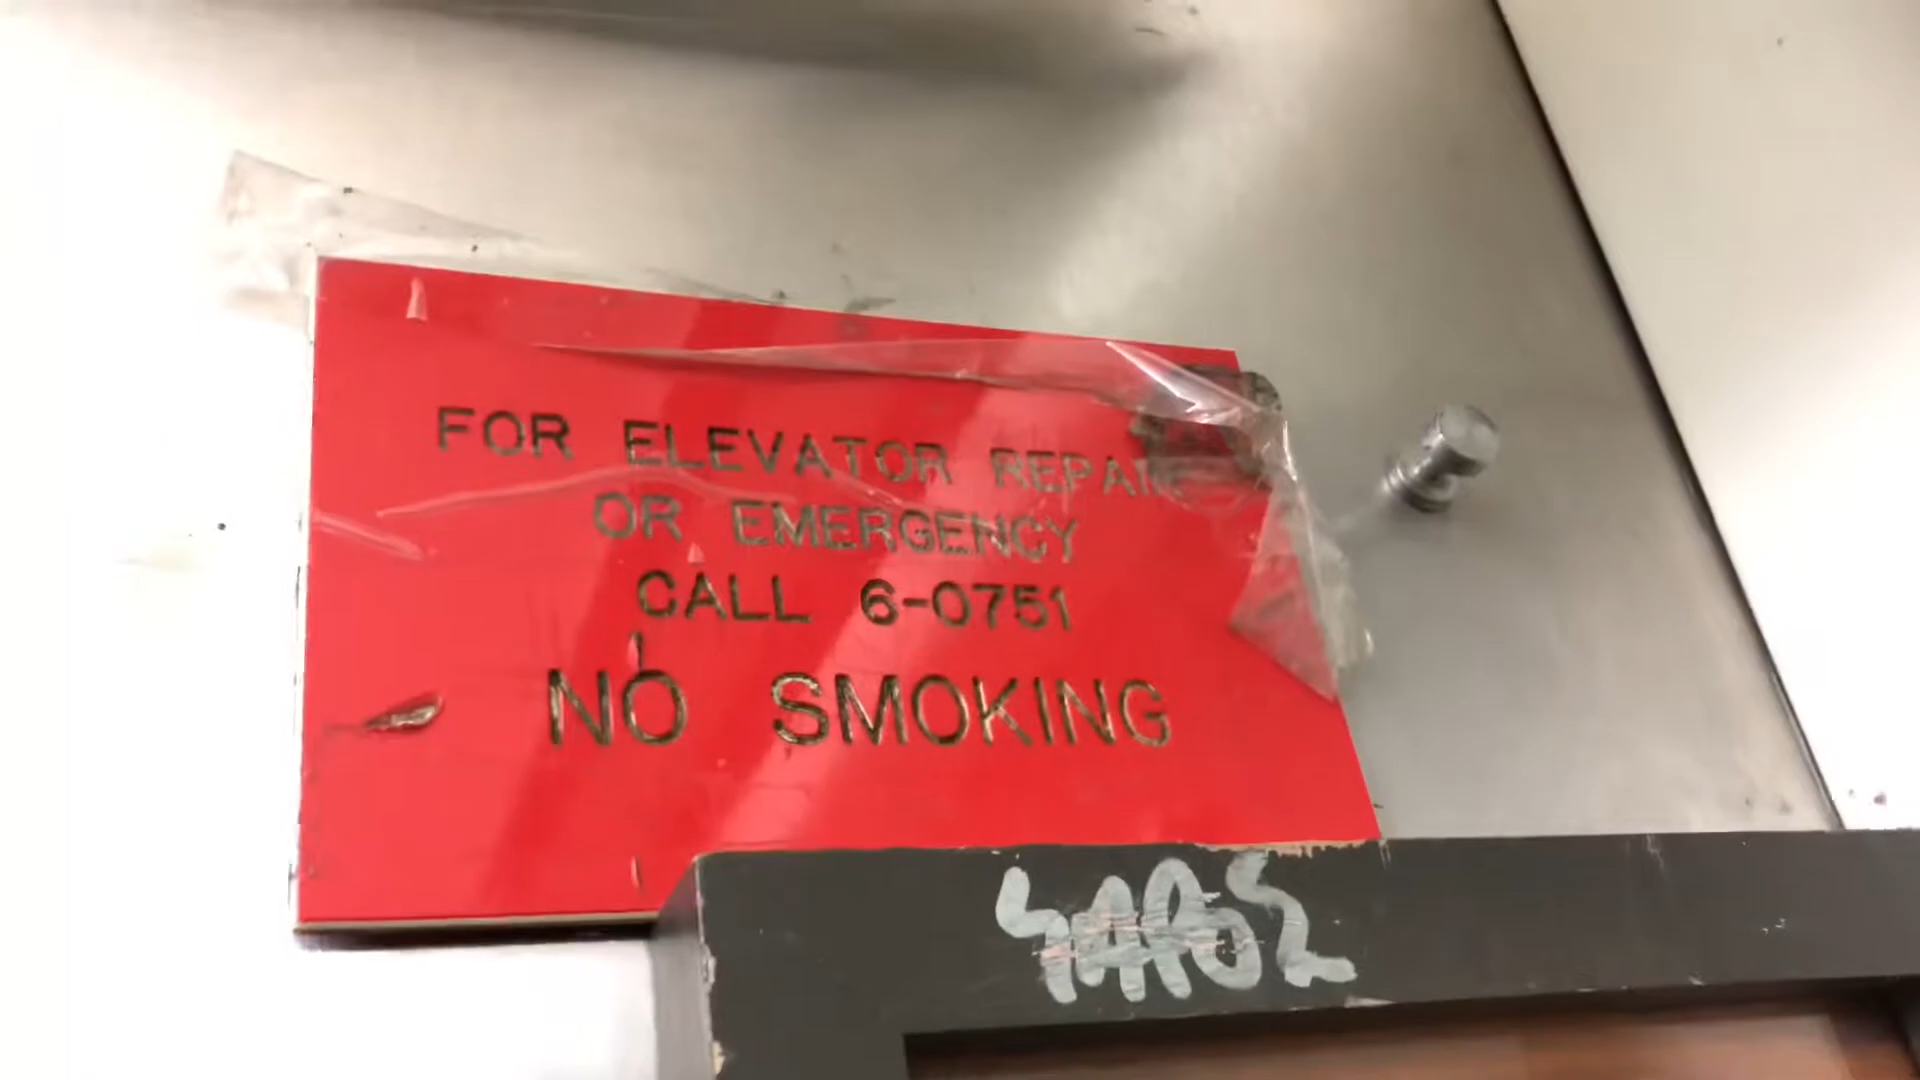 FOR ELEVATOR REPAIR
OR EMERGENCY
CALL 6-0751
NO SMOKING